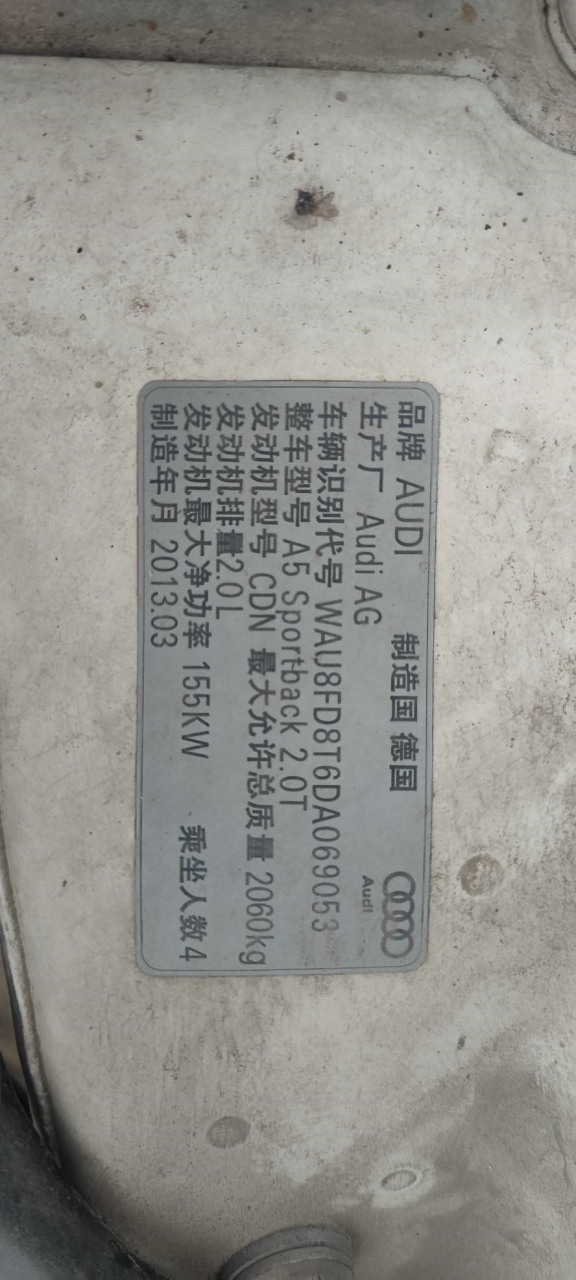 品牌 AUDI 制造国 德国
生产厂 Audi AG
Audi
车辆识别代号 WAU8FD8T6DA069053
整车型号 A5 Sportback 2.0T
发动机型号 CDN 最大允许总质量 2060kg
发动机排量2.0L
发动机最大净功率 155KW 乘坐人数4
制造年月 2013.03